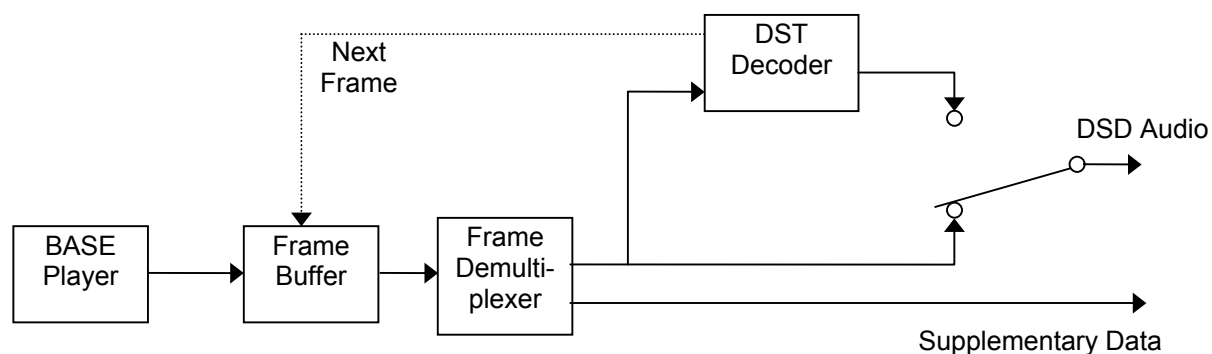 Next
Frame
DST
Decoder
DSD Audio
BASE
Player
Frame
Buffer
Frame
Demulti-
plexer
Supplementary Data